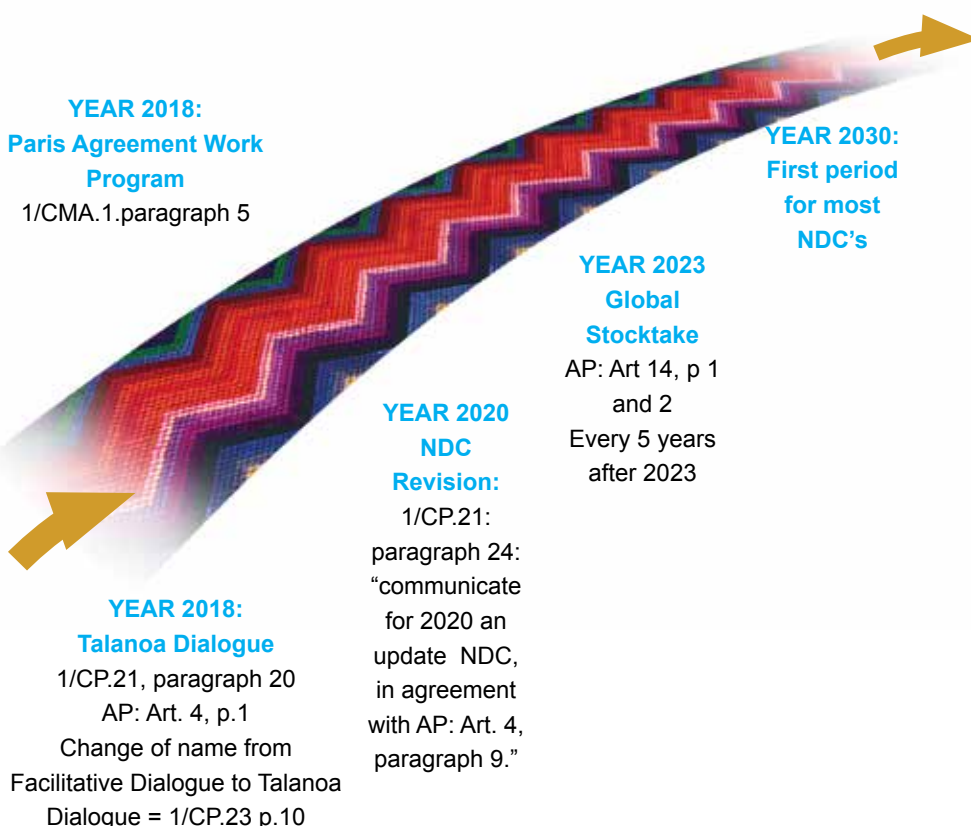 YEAR 2018:
Paris Agreement Work
Program
1/CMA.1.paragraph 5
YEAR 2018:
Talanoa Dialogue
1/CP.21, paragraph 20
AP: Art. 4, p.1
Change of name from
Facilitative Dialogue to Talanoa
Dialogue = 1/CP.23 p.10
YEAR 2020
NDC
Revision:
1/CP.21:
paragraph 24:
“communicate
for 2020 an
update NDC,
in agreement
with AP: Art. 4,
paragraph 9.”
YEAR 2023
Global
Stocktake
AP: Art 14, p 1
and 2
Every 5 years
after 2023
YEAR 2030:
First period
for most
NDC's